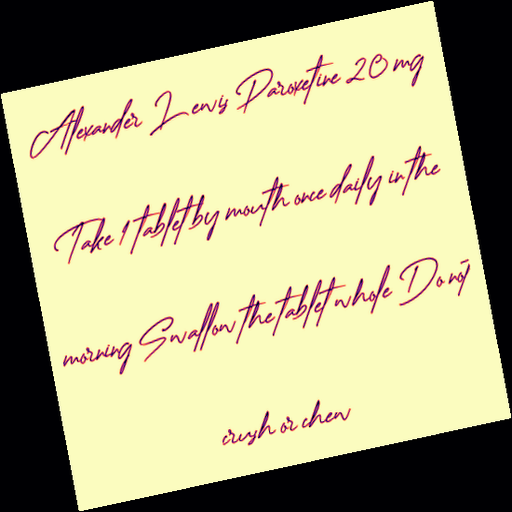 Alexander Lewis Paroxetine 20 mg
Take 1 tablet by mouth once daily in the
morning Swallow the tablet whole Do not
crush or chew